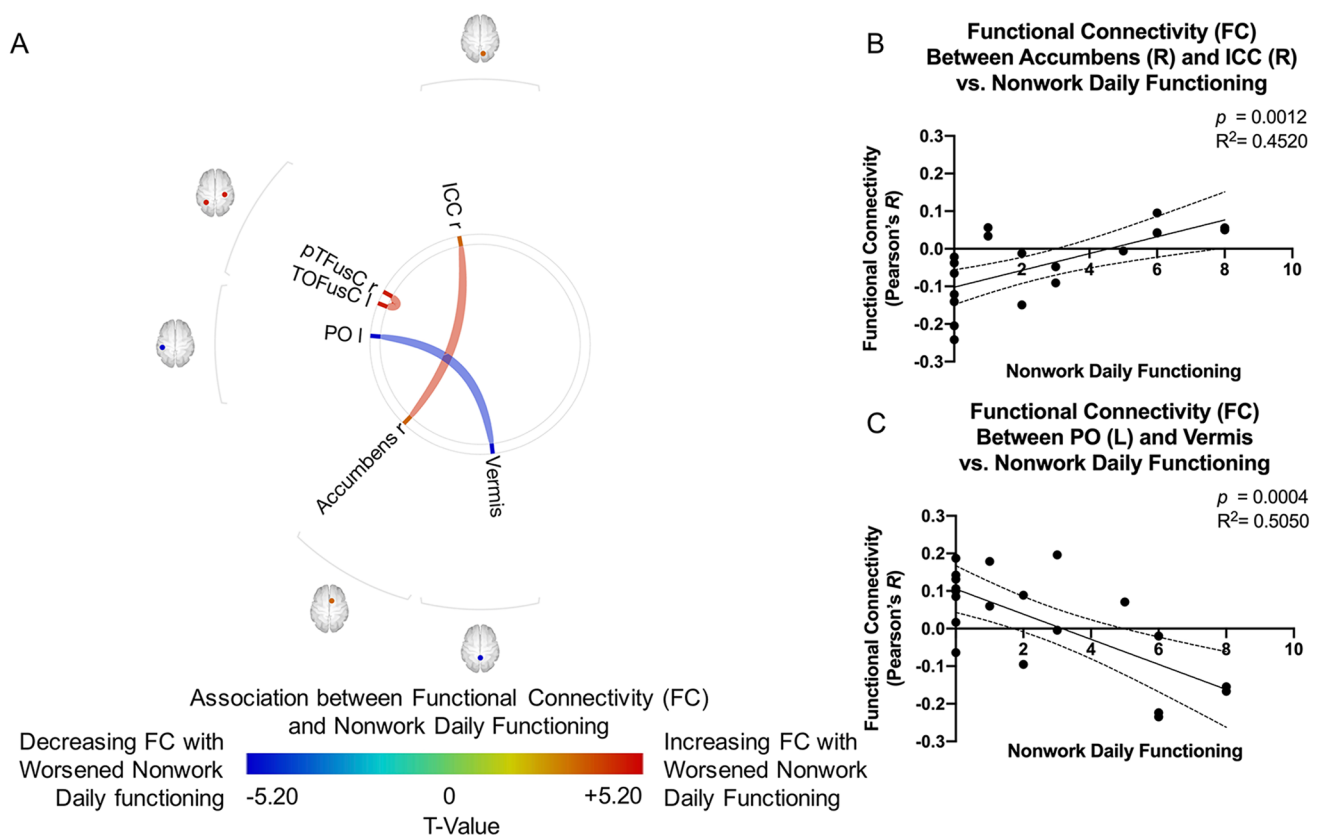 A
ICC r
pTFusC r
TOFusC l
PO l
Accumbens r
Vermis
Association between Functional Connectivity (FC)
and Nonwork Daily Functioning
Decreasing FC with
Worsened Nonwork
Daily functioning
-5.20
0
+5.20
T-Value
Increasing FC with
Worsened Nonwork
Daily Functioning
B
Functional Connectivity (FC)
Between Accumbens (R) and ICC (R)
vs. Nonwork Daily Functioning
p = 0.0012
R2= 0.4520
Functional Connectivity
(Pearson's R)
0.3
0.2
0.1
0.0
-0.1
-0.2
-0.3
2
4
6
8
10
Nonwork Daily Functioning
C
Functional Connectivity (FC)
Between PO (L) and Vermis
vs. Nonwork Daily Functioning
p = 0.0004
R2= 0.5050
Functional Connectivity
(Pearson's R)
0.3
0.2
0.1
0.0
-0.1
-0.2
-0.3
2
4
6
8
10
Nonwork Daily Functioning